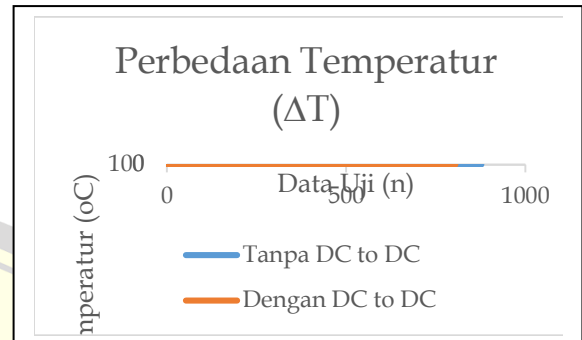 Perbedaan Temperatur
(ΔT)
100
0
500
1000
Data Uji (n)
mperatur (oC)
Tanpa DC to DC
Dengan DC to DC